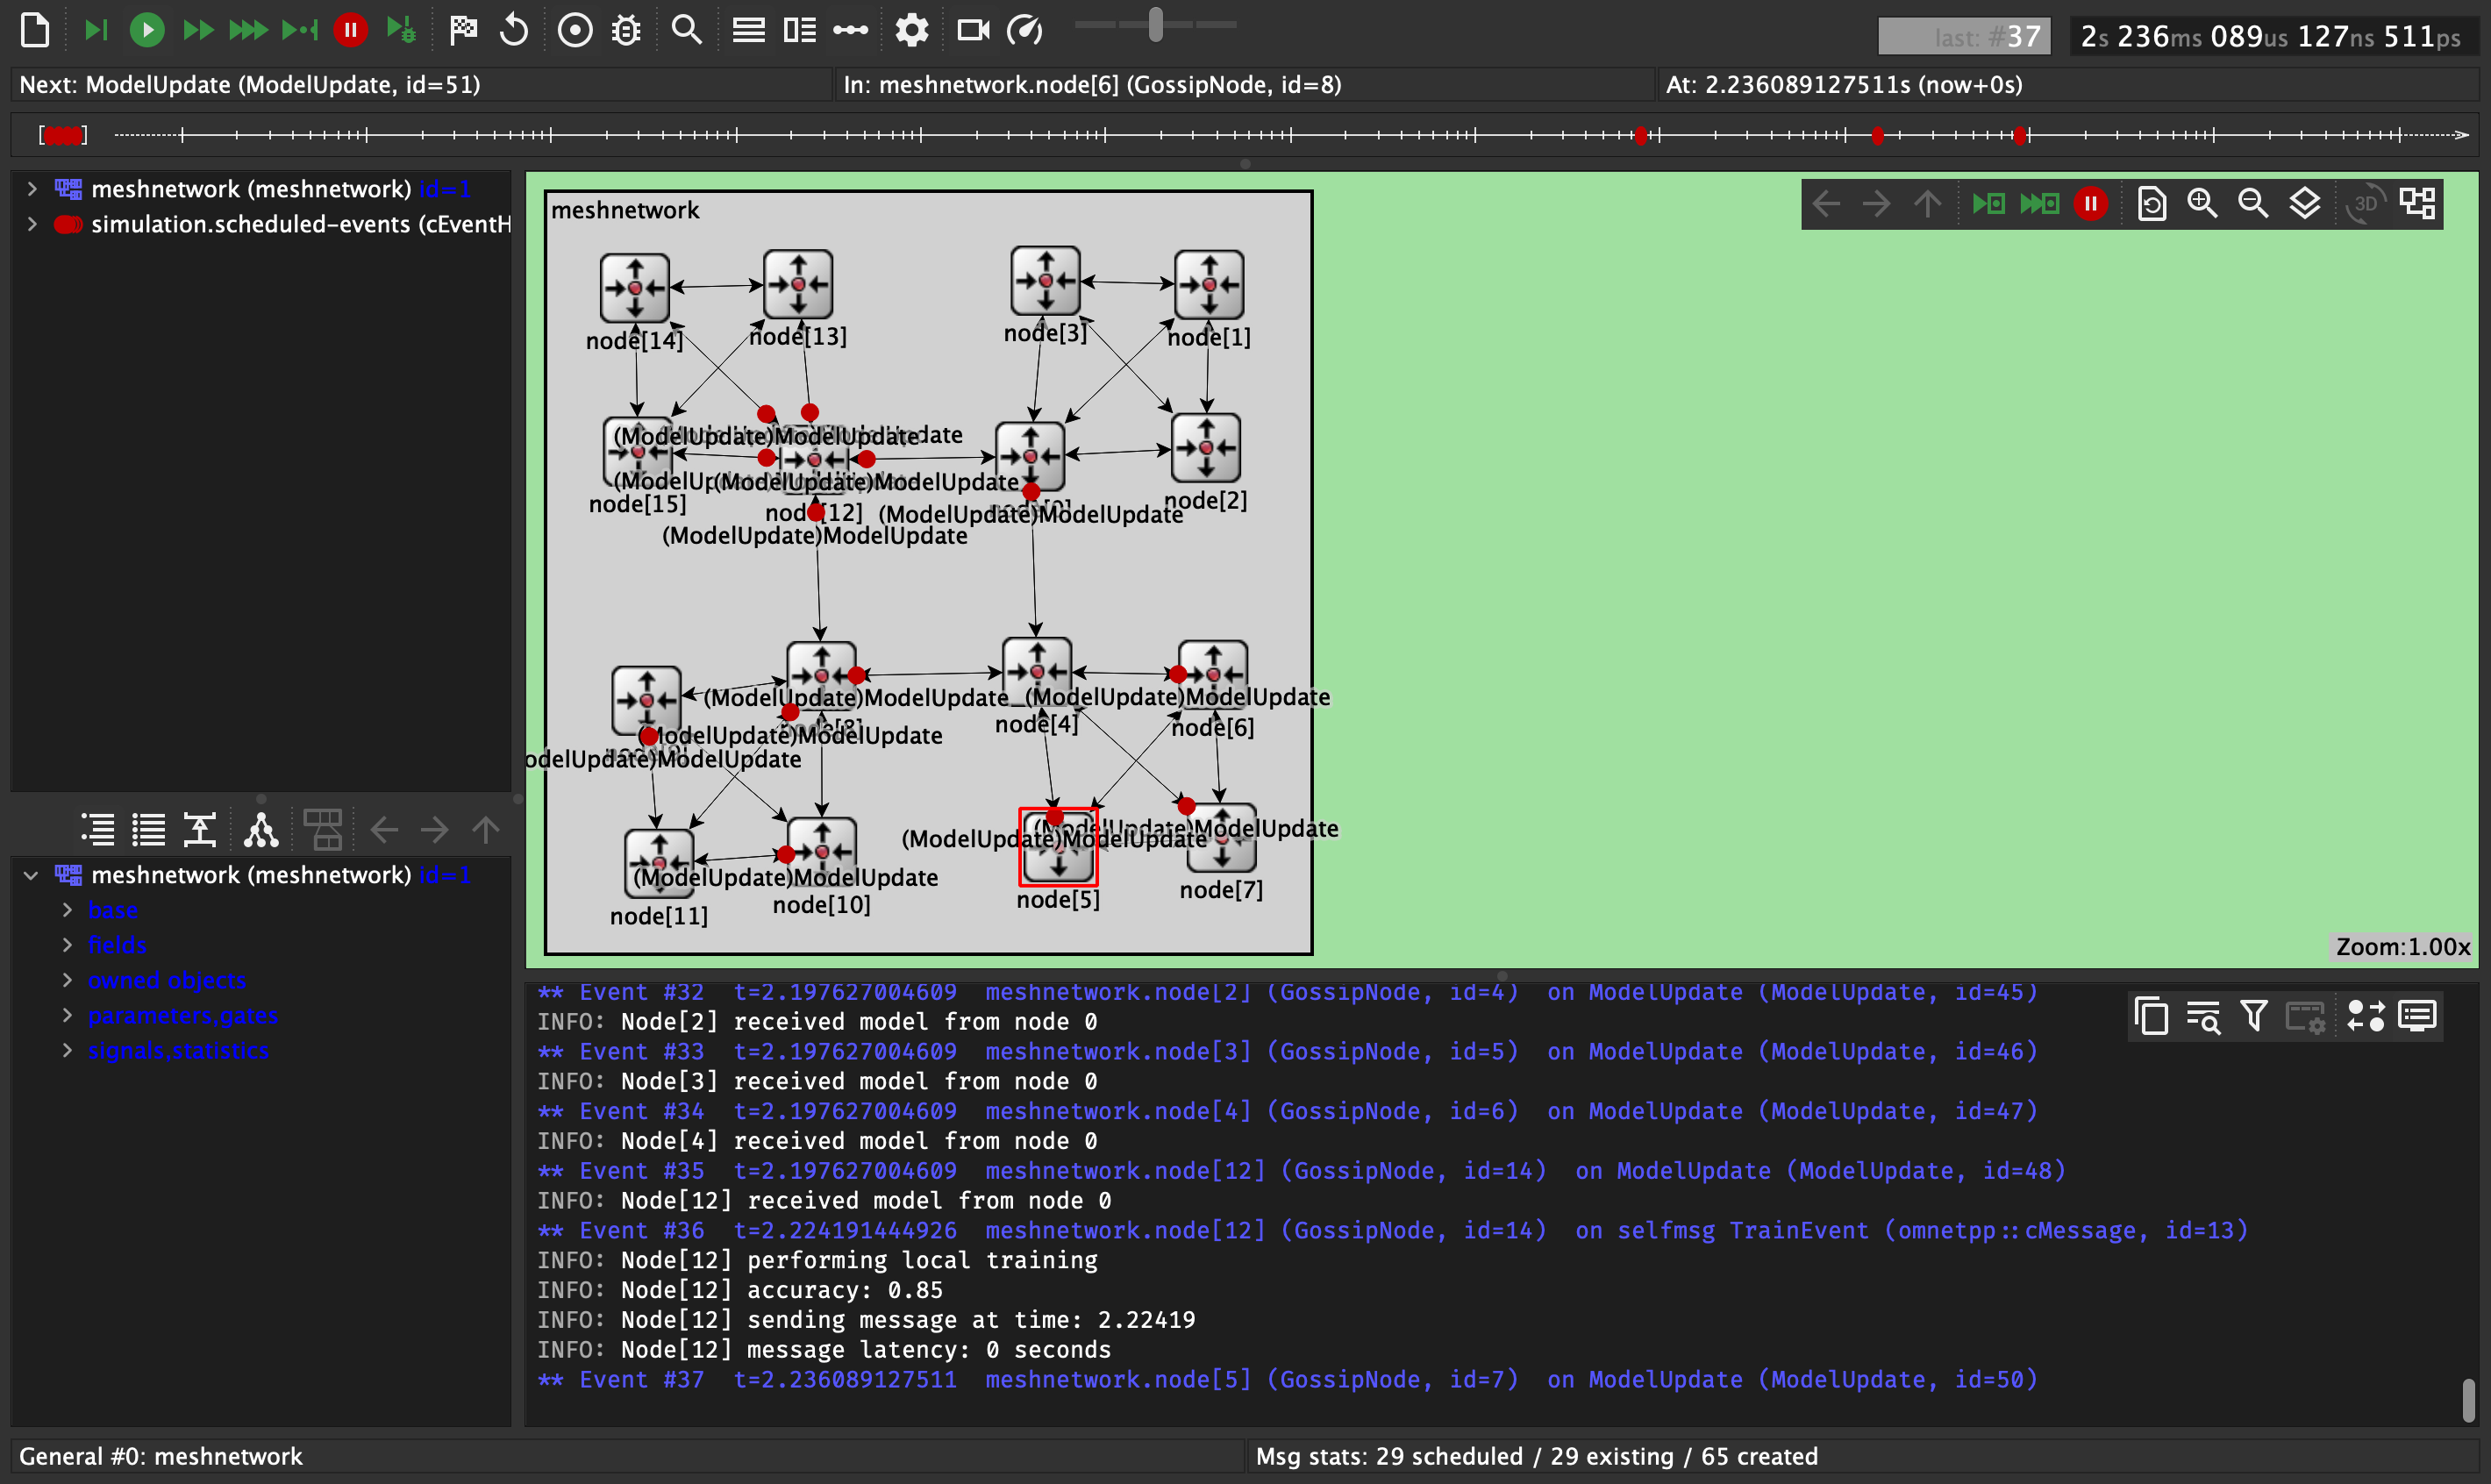 last: #37
2s 236ms 089us 127ns 511ps
Next: ModelUpdate (ModelUpdate, id=51)
In: meshnetwork.node[6] (GossipNode, id=8)
At: 2.236089127511s (now+0s)
meshnetwork (meshnetwork) id=1
simulation.scheduled-events (cEventH
meshnetwork
3D
node[14]
node[13]
node[3]
node[1]
(ModelUpdate)ModelUpdate
(ModelUpdate)ModelUpdate
node[15]
node[12]
node[2]
(ModelUpdate)ModelUpdate
(ModelUpdate)ModelUpdate
(ModelUpdate)ModelUpdate
(ModelUpdate)ModelUpdate
node[4]
node[6]
(ModelUpdate)ModelUpdate
odelUpdate)ModelUpdate
(ModelUpdate)ModelUpdate
(ModelUpdate)ModelUpdate
(ModelUpdate)ModelUpdate
node[11]
node[10]
node[5]
node[7]
Zoom:1.00x
meshnetwork (meshnetwork) id=1
base
fields
owned objects
parameters,gates
signals,statistics
** Event #32 t=2.197627004609 meshnetwork.node[2] (GossipNode, id=4) on ModelUpdate (ModelUpdate, id=45)
INFO: Node[2] received model from node 0
** Event #33 t=2.197627004609 meshnetwork.node[3] (GossipNode, id=5) on ModelUpdate (ModelUpdate, id=46)
INFO: Node[3] received model from node 0
** Event #34 t=2.197627004609 meshnetwork.node[4] (GossipNode, id=6) on ModelUpdate (ModelUpdate, id=47)
INFO: Node[4] received model from node 0
** Event #35 t=2.197627004609 meshnetwork.node[12] (GossipNode, id=14) on ModelUpdate (ModelUpdate, id=48)
INFO: Node[12] received model from node 0
** Event #36 t=2.224191444926 meshnetwork.node[12] (GossipNode, id=14) on selfmsg TrainEvent (omnetpp::cMessage, id=13)
INFO: Node[12] performing local training
INFO: Node[12] accuracy: 0.85
INFO: Node[12] sending message at time: 2.22419
INFO: Node[12] message latency: 0 seconds
** Event #37 t=2.236089127511 meshnetwork.node[5] (GossipNode, id=7) on ModelUpdate (ModelUpdate, id=50)
General #0: meshnetwork
Msg stats: 29 scheduled / 29 existing / 65 created